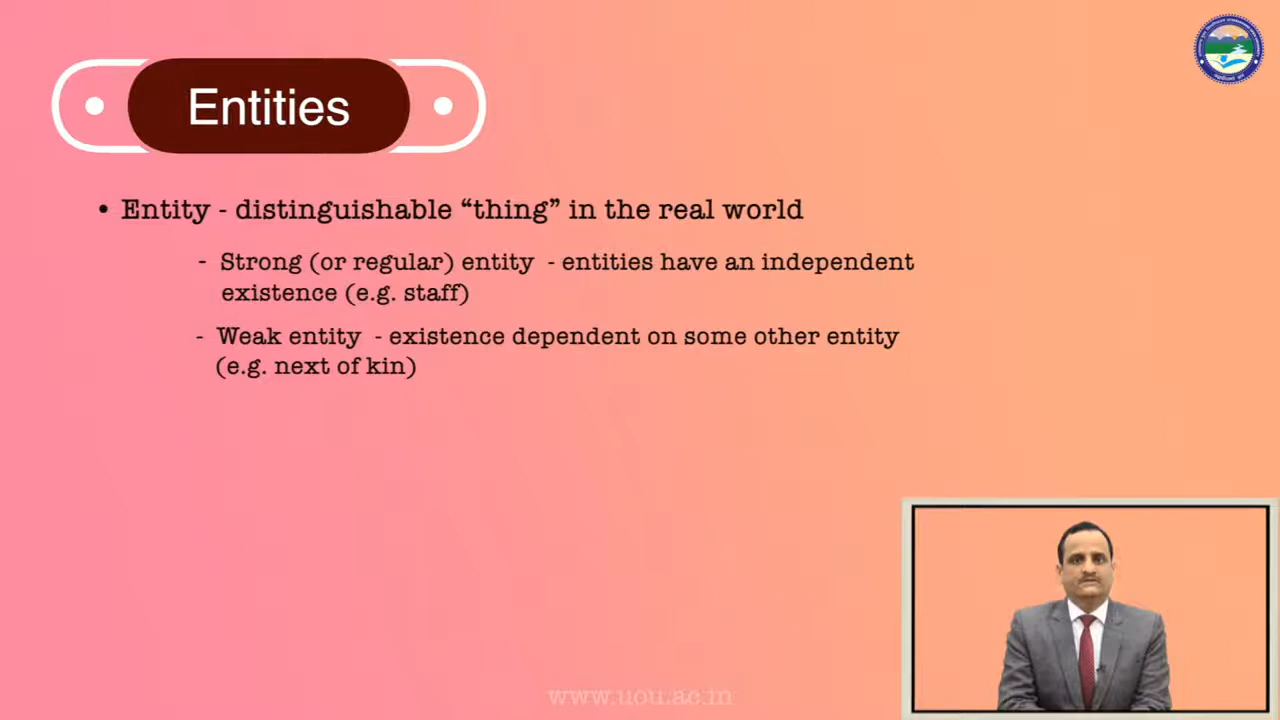 Entities
• Entity - distinguishable “thing” in the real world
- Strong (or regular) entity - entities have an independent
existence (e.g. staff)
- Weak entity - existence dependent on some other entity
(e.g. next of kin)
www.uou.ac.in